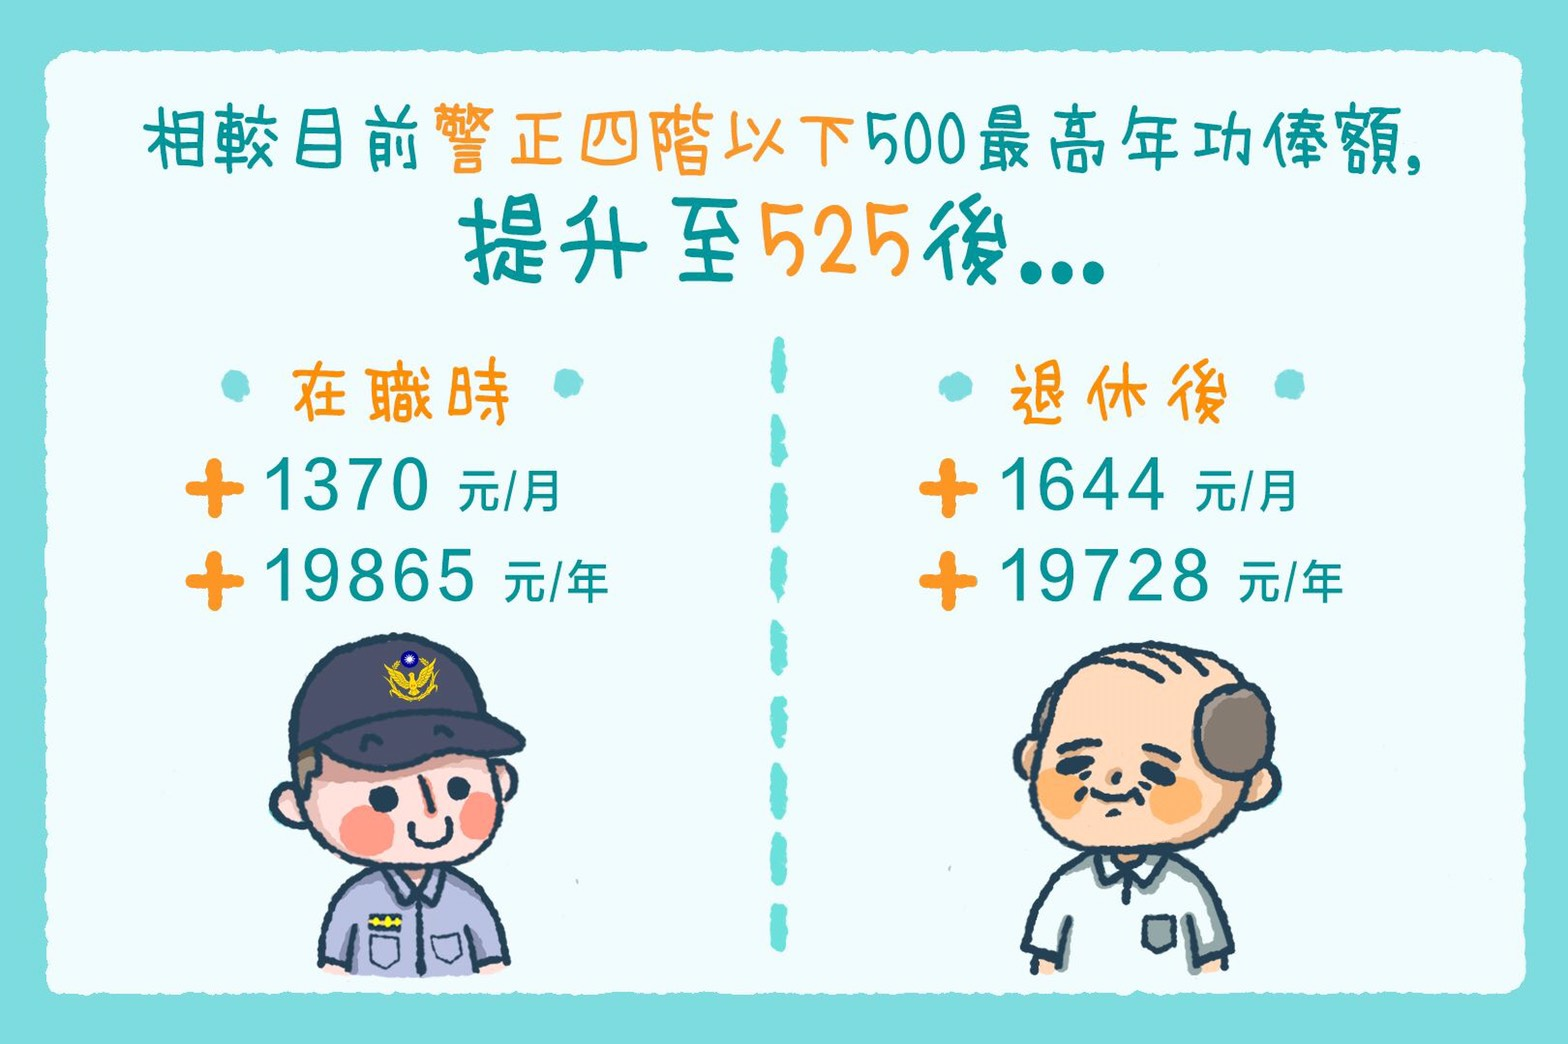 相較目前警正四階以下500最高年功俸額,
提升至525後...
在職時
+1370 元/月
+19865 元/年
退休後
+1644 元/月
+19728 元/年